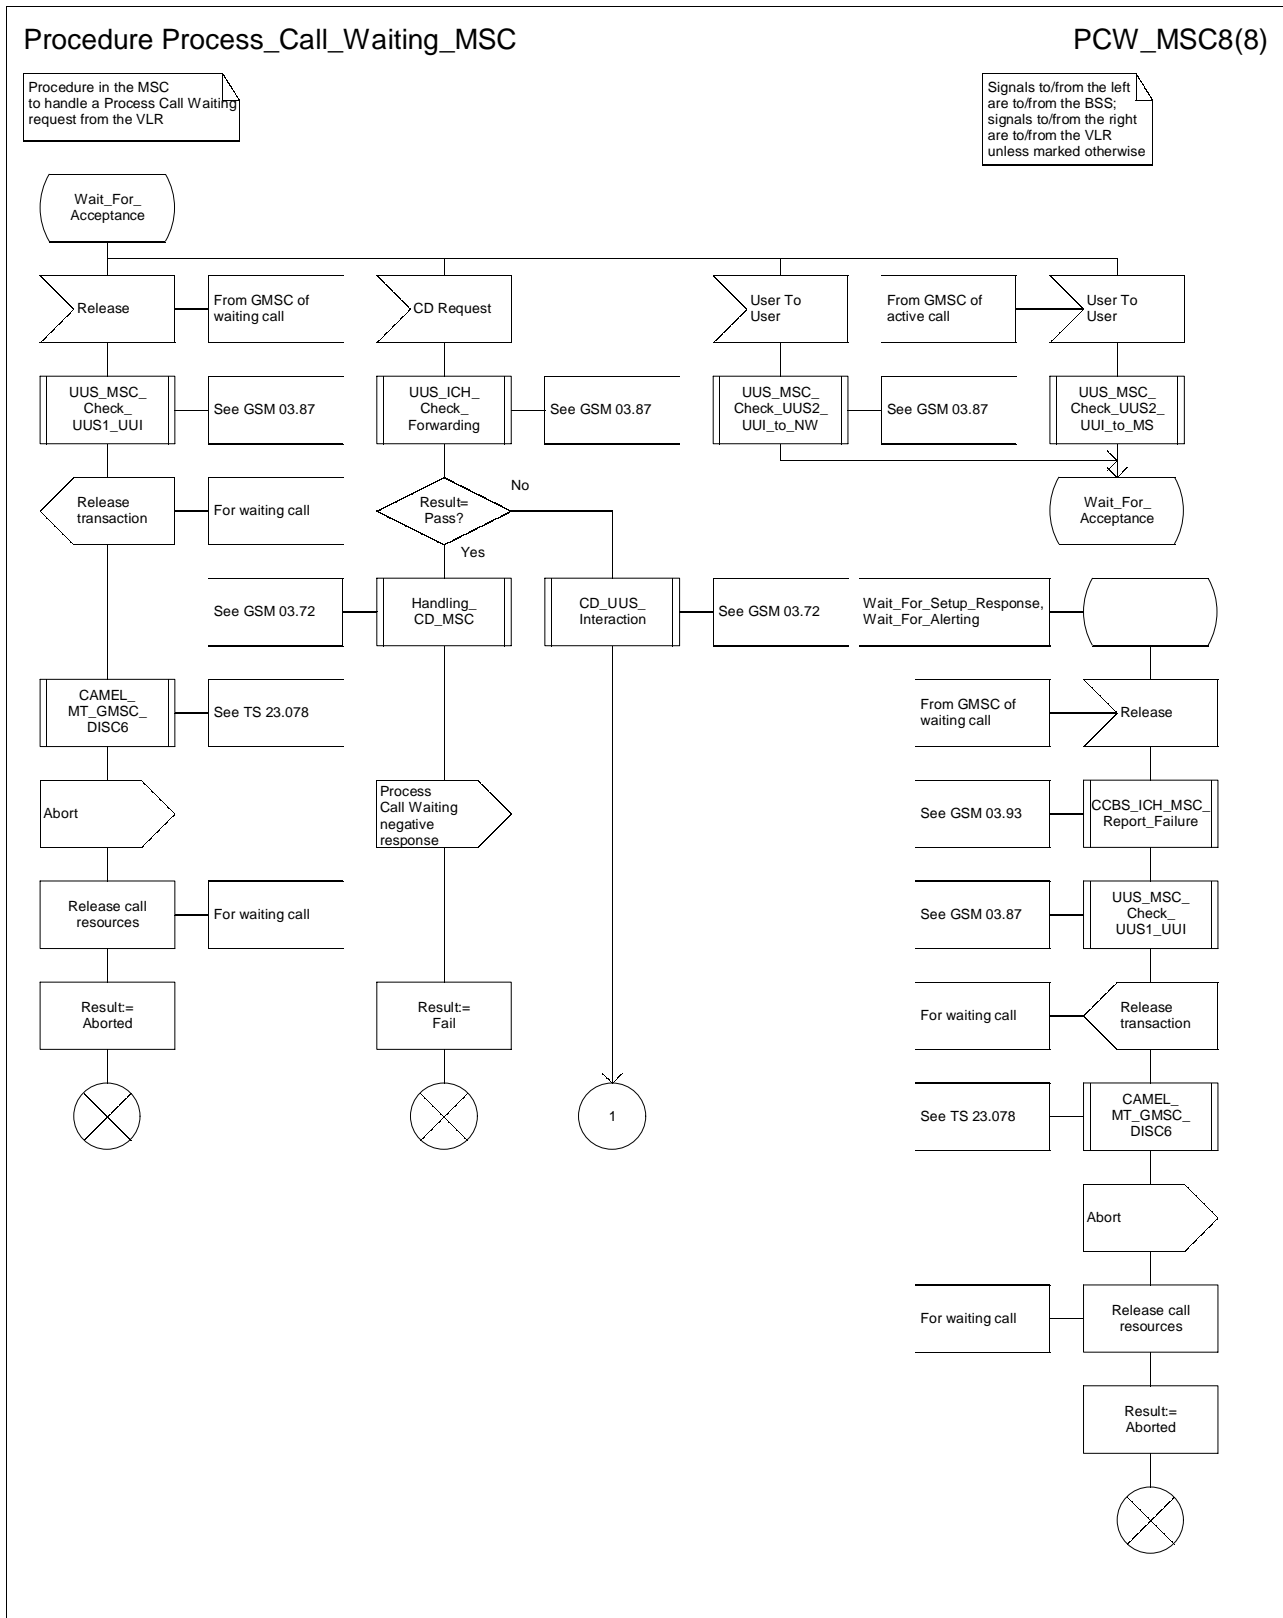 Procedure Process_Call_Waiting_MSC
PCW_MSC8(8)
Procedure in the MSC
to handle a Process Call Waiting
request from the VLR
Signals to/from the left
are to/from the BSS;
signals to/from the right
are to/from the VLR
unless marked otherwise
Wait_For_
Acceptance
Release
From GMSC of
waiting call
CD Request
User To
User
From GMSC of
active call
User To
User
UUS_MSC_
Check_
UUS1_UUI
See GSM 03.87
UUS_ICH_
Check_
Forwarding
See GSM 03.87
UUS_MSC_
Check_UUS2_
UUI_to_NW
See GSM 03.87
UUS_MSC_
Check_UUS2_
UUI_to_MS
Release
transaction
For waiting call
Result=
Pass?
No
Yes
Wait_For_
Acceptance
See GSM 03.72
Handling_
CD_MSC
CD_UUS_
Interaction
See GSM 03.72
Wait_For_Setup_Response,
Wait_For_Alerting
CAMEL_
MT_GMSC_
DISC6
See TS 23.078
From GMSC of
waiting call
Release
Abort
Process
Call Waiting
negative
response
See GSM 03.93
CCBS_ICH_MSC_
Report_Failure
Release call
resources
For waiting call
See GSM 03.87
UUS_MSC_
Check_
UUS1_UUI
Result:=
Aborted
Result:=
Fail
For waiting call
Release
transaction
1
See TS 23.078
CAMEL_
MT_GMSC_
DISC6
Abort
For waiting call
Release call
resources
Result:=
Aborted